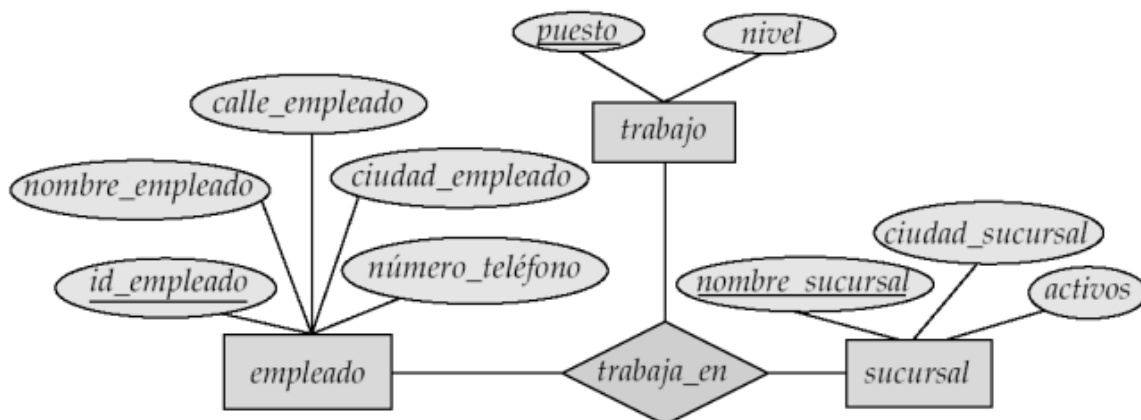 puesto
nivel
calle_empleado
trabajo
nombre_empleado
ciudad_empleado
ciudad_sucursal
id_empleado
número_teléfono
nombre_sucursal
activos
empleado
trabaja_en
sucursal